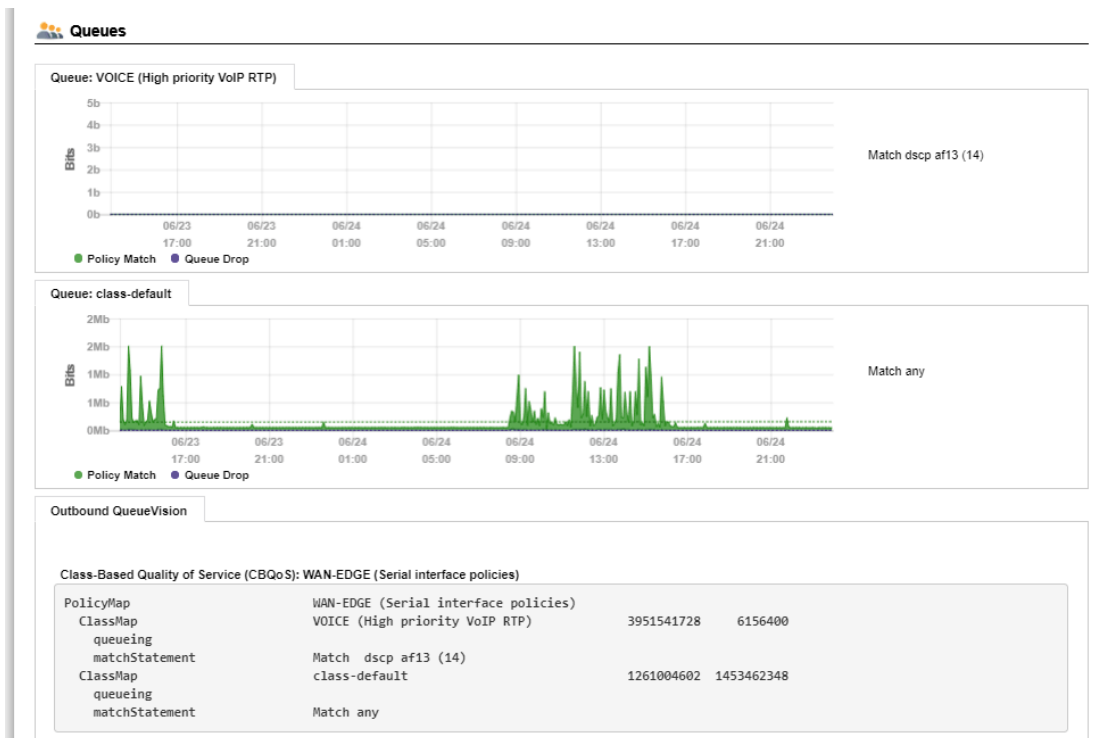 Queues
Queue: VOICE (High priority VoIP RTP)
5b
4b
3b
2b
1b
0b
Bits
06/23 06/23 06/24 06/24 06/24 06/24 06/24 06/24
17:00 21:00 01:00 05:00 09:00 13:00 17:00 21:00
Policy Match Queue Drop
Match dscp af13 (14)
Queue: class-default
2Mb
2Mb
1Mb
1Mb
0Mb
Bits
06/23 06/23 06/24 06/24 06/24 06/24 06/24 06/24
17:00 21:00 01:00 05:00 09:00 13:00 17:00 21:00
Policy Match Queue Drop
Match any
Outbound QueueVision
Class-Based Quality of Service (CBQoS): WAN-EDGE (Serial interface policies)
PolicyMap WAN-EDGE (Serial interface policies)
ClassMap VOICE (High priority VoIP RTP) 3951541728 6156400
queueing
matchStatement Match dscp af13 (14)
ClassMap class-default 1261004602 1453462348
queueing
matchStatement Match any